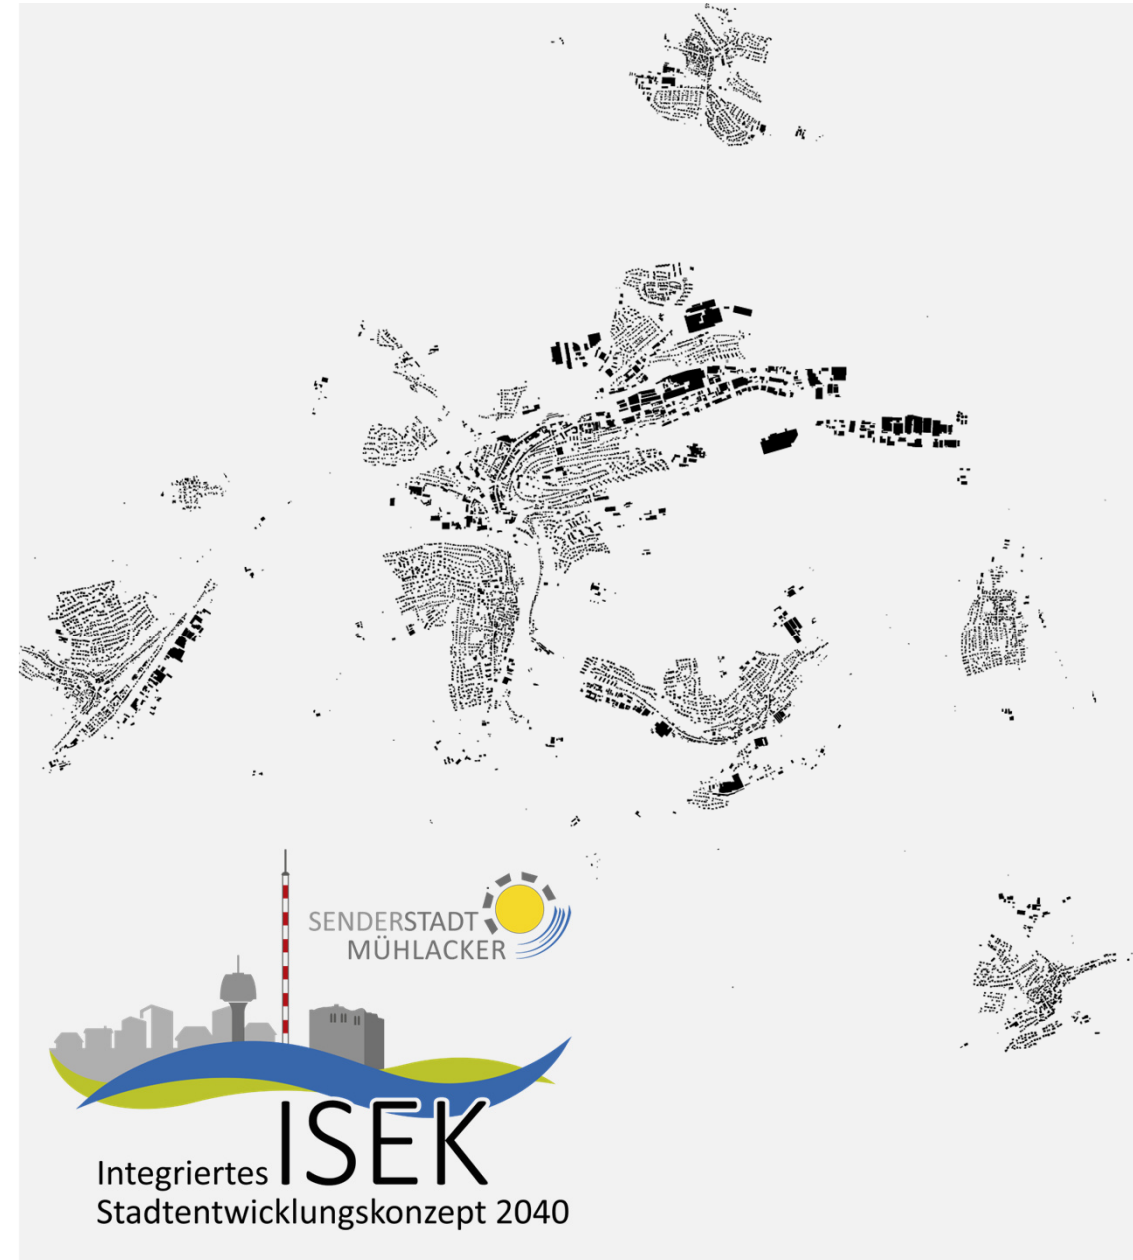 SENDERSTADT
MÜHLACKER
ISEK
Integriertes
Stadtentwicklungskonzept 2040